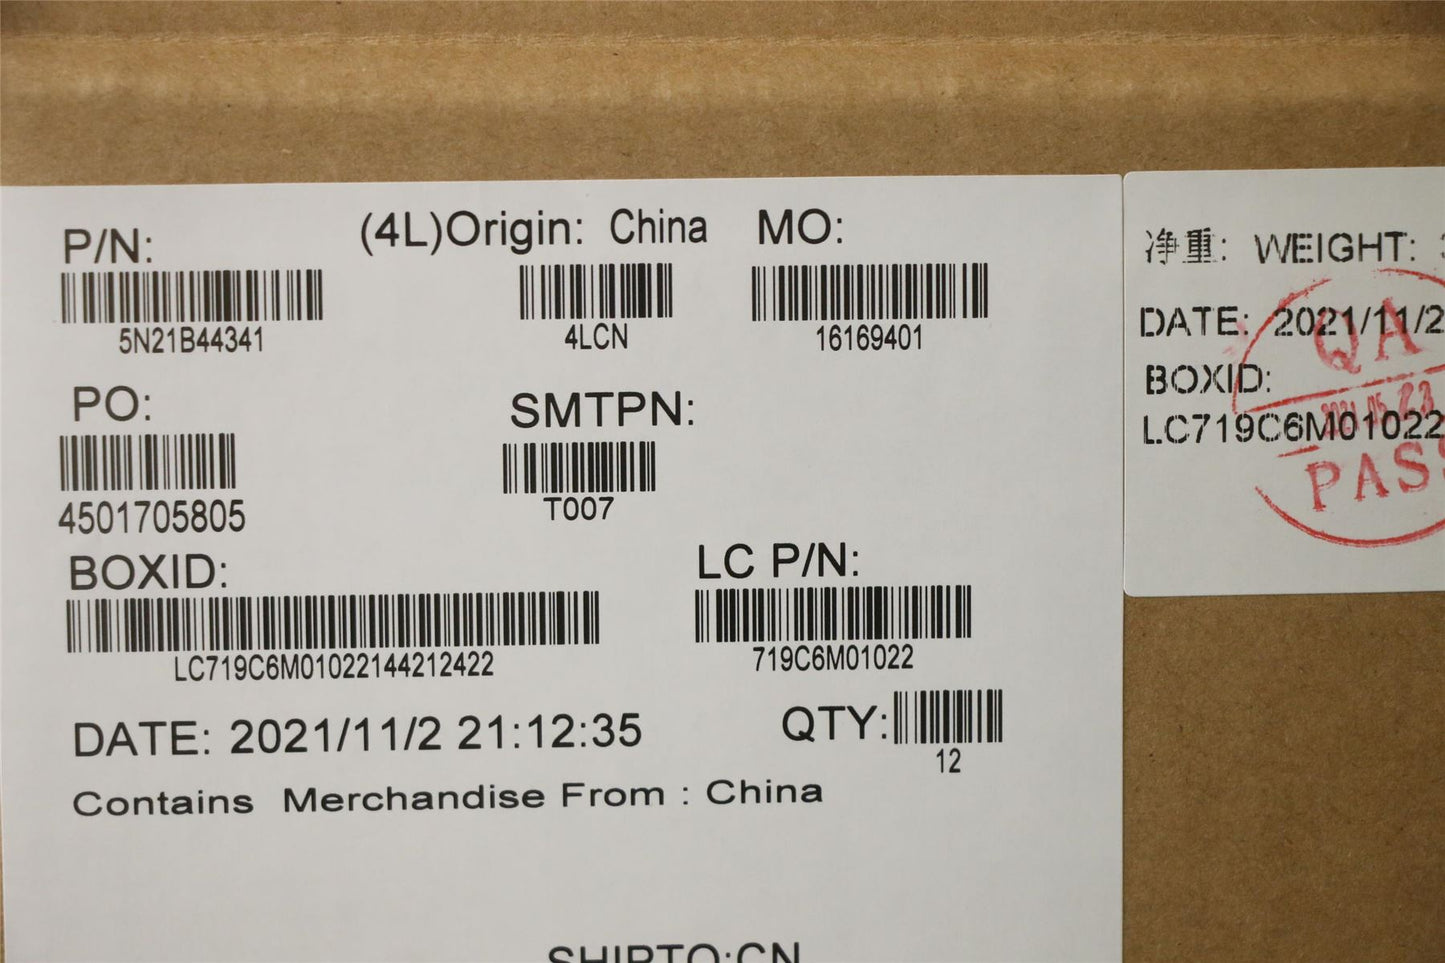 P/N:
(4L)Origin: China
MO:
5N21B44341
4LCN
16169401
PO:
SMTPN:
4501705805
T007
BOXID:
LC P/N:
LC719C6M01022144212422
719C6M01022
DATE: 2021/11/2 21:12:35
QTY:
12
Contains Merchandise From : China
SHIPTO:CN
净重: WEIGHT:
DATE: 2021/11/2
BOXID:
LC719C6M01022
QA
PASS